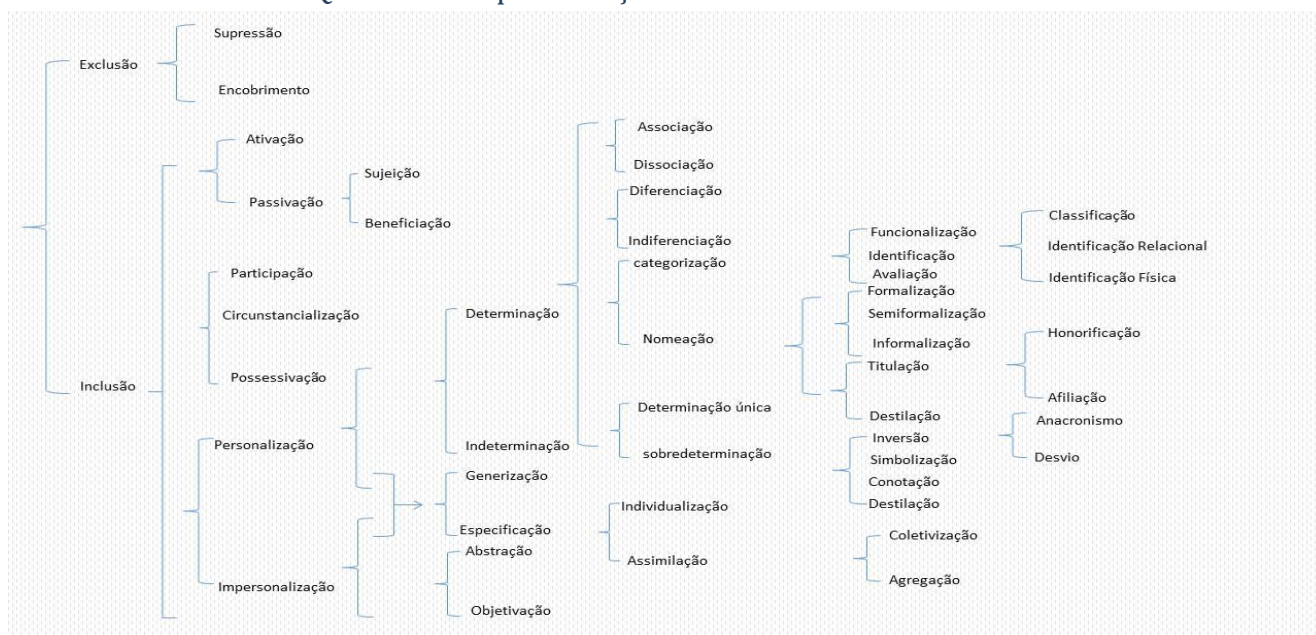 Supressão
Exclusão
Encobrimento
Ativação
Passivação
Sujeição
Beneficiação
Participação
Circunstancialização
Possessivação
Inclusão
Personalização
Impersonalização
Determinação
Indeterminação
Generização
Especificação
Abstração
Objetivação
Associação
Dissociação
Diferenciação
Indiferenciação
categorização
Nomeação
Determinação única
sobredeterminação
Individualização
Assimilação
Funcionalização
Identificação
Avaliação
Formalização
Semiformalização
Informalização
Titulação
Destilação
Inversão
Simbolização
Conotação
Destilação
Coletivização
Agregação
Classificação
Identificação Relacional
Identificação Física
Honorificação
Afiliação
Anacronismo
Desvio